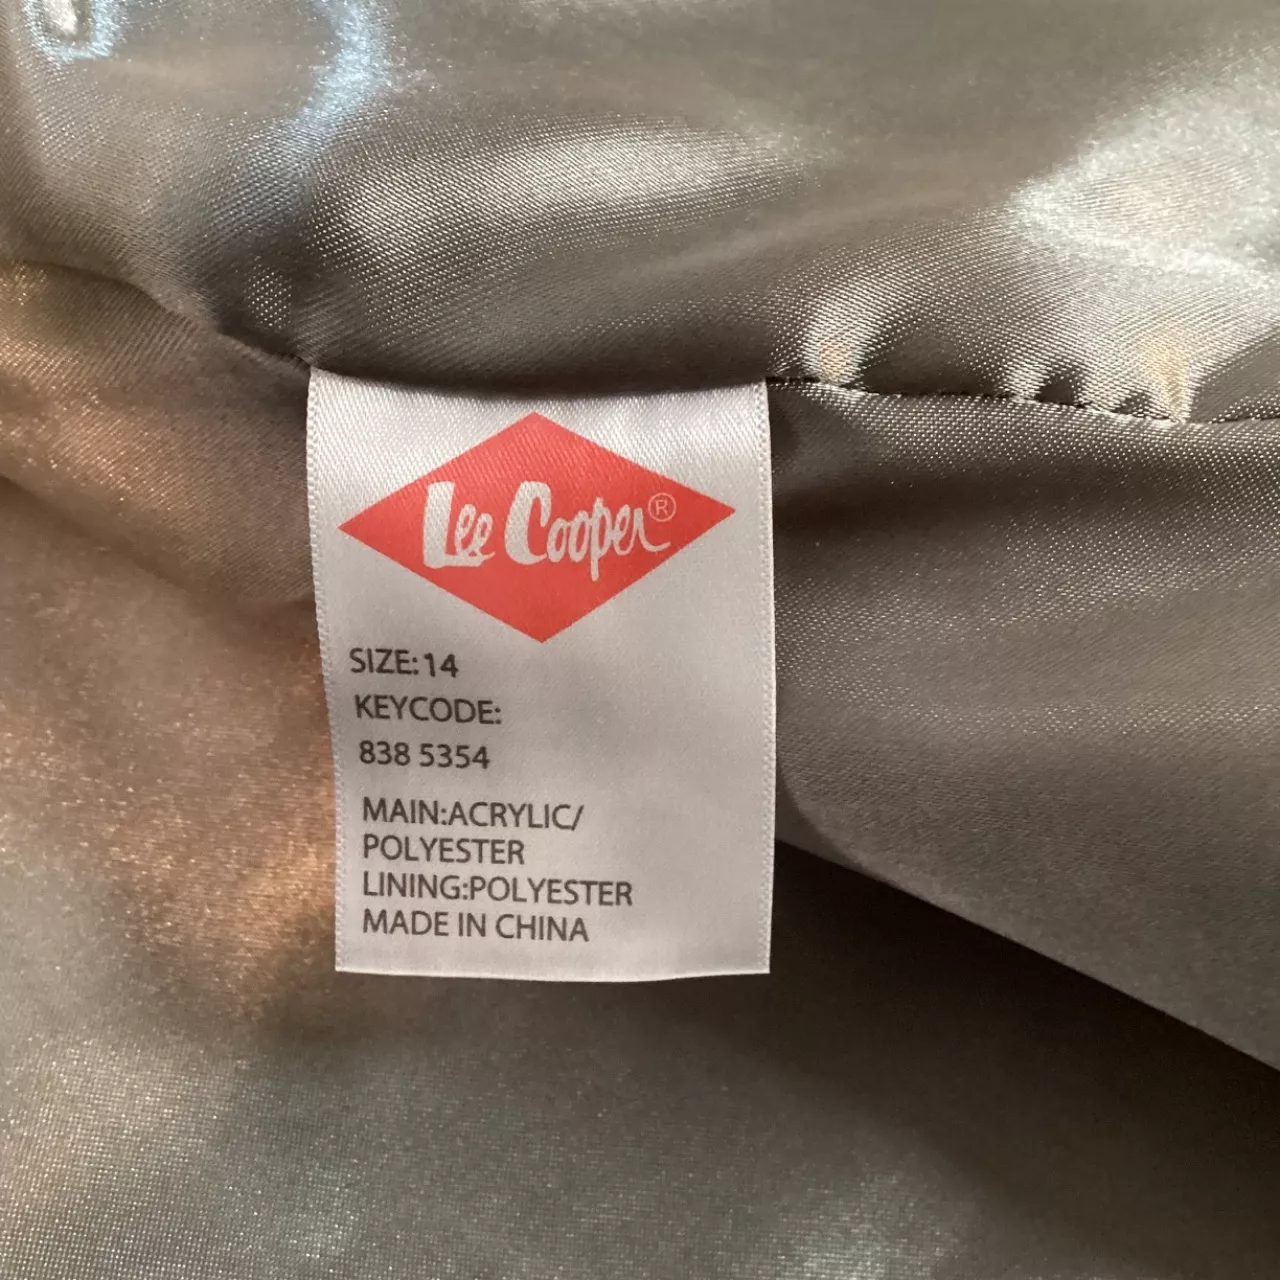 Lee Cooper®
SIZE:14
KEYCODE:
838 5354
MAIN:ACRYLIC/
POLYESTER
LINING:POLYESTER
MADE IN CHINA